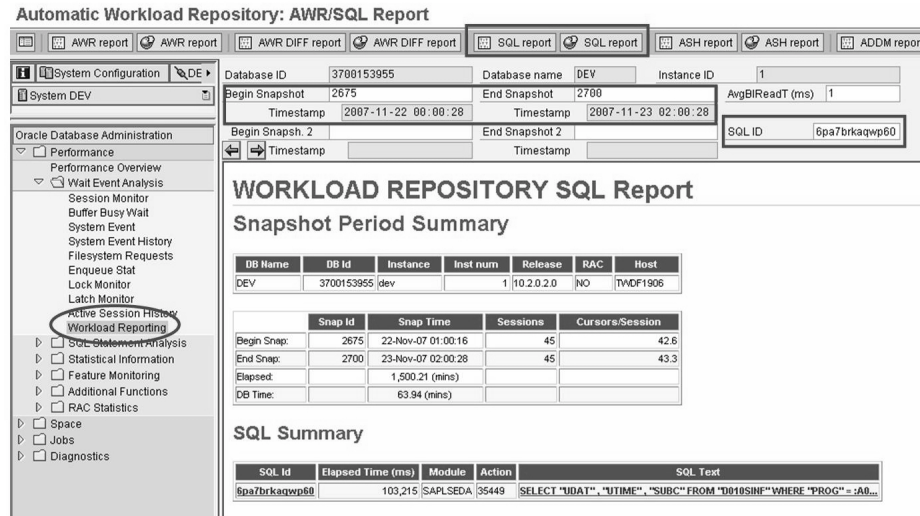 Automatic Workload Repository: AWR/SQL Report
AWR report AWR report AWR DIFF report AWR DIFF report SQL report SQL report ASH report ASH report ADDM repor
System Configuration DE
System DEV
Database ID 3700153955 Database name DEV Instance ID 1
Begin Snapshot 2675 End Snapshot 2700 AvgBlReadT (ms) 1
Timestamp 2007-11-22 00:00:28 Timestamp 2007-11-23 02:00:28
Begin Snapsh. 2 End Snapshot 2 SQL ID 6pa7brkaqwp60
Timestamp Timestamp
Oracle Database Administration
Performance
Performance Overview
Wait Event Analysis
Session Monitor
Buffer Busy Wait
System Event
System Event History
Filesystem Requests
Enqueue Stat
Lock Monitor
Latch Monitor
Active Session History
Workload Reporting
SQL Statement Analysis
Statistical Information
Feature Monitoring
Additional Functions
RAC Statistics
Space
Jobs
Diagnostics
WORKLOAD REPOSITORY SQL Report
Snapshot Period Summary
DB Name DB Id Instance Inst num Release RAC Host
DEV 3700153955 dev 1 10.2.0.2.0 NO TWDF1906
Snap Id Snap Time Sessions Cursors/Session
Begin Snap: 2675 22-Nov-07 01:00:16 45 42.6
End Snap: 2700 23-Nov-07 02:00:28 45 43.3
Elapsed: 1,500.21 (mins)
DB Time: 63.94 (mins)
SQL Summary
SQL Id Elapsed Time (ms) Module Action SQL Text
6pa7brkaqwp60 103,215 SAPLSEDA 35449 SELECT "UDAT" , "UTIME" , "SUBC" FROM "D010SINF" WHERE "PROG" = :A0...